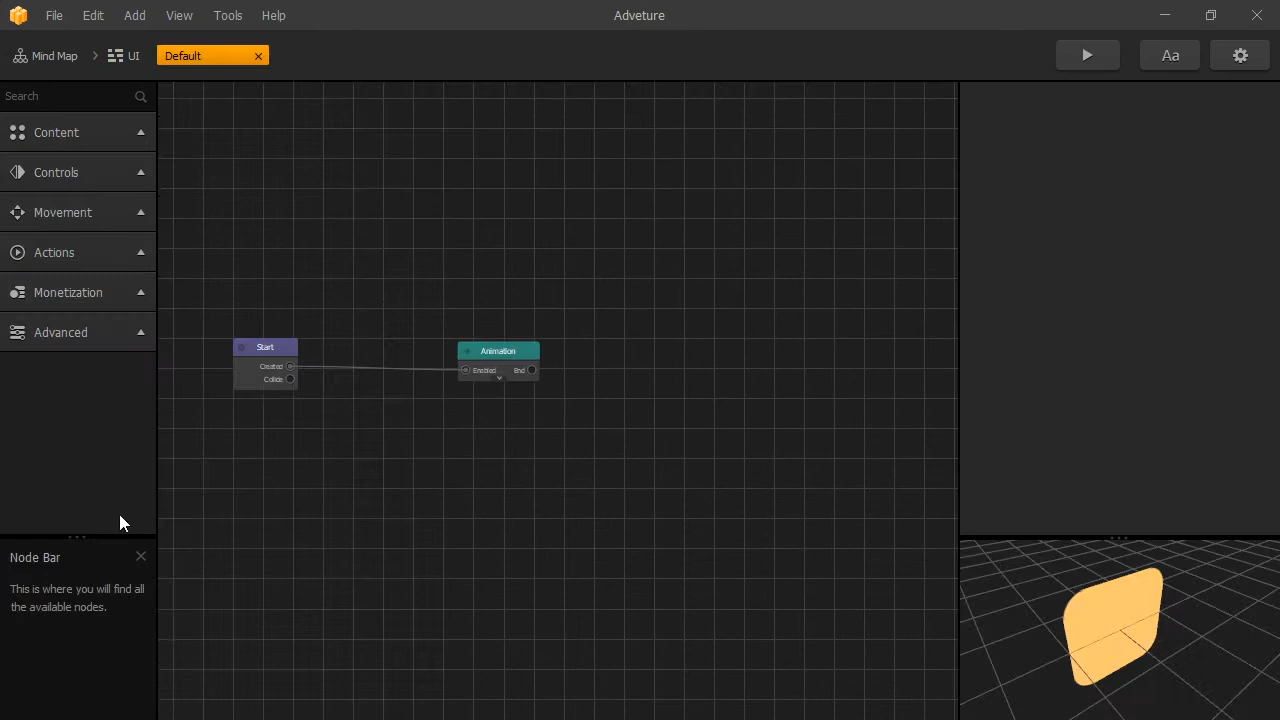 File Edit View Add Tools Help
Adveture
Mind Map UI Default
Aa
Search
Content
Controls
Movement
Actions
Monetization
Advanced
Start
Created
Collide
Animation
Enabled End
Node Bar
This is where you will find all
the available nodes.